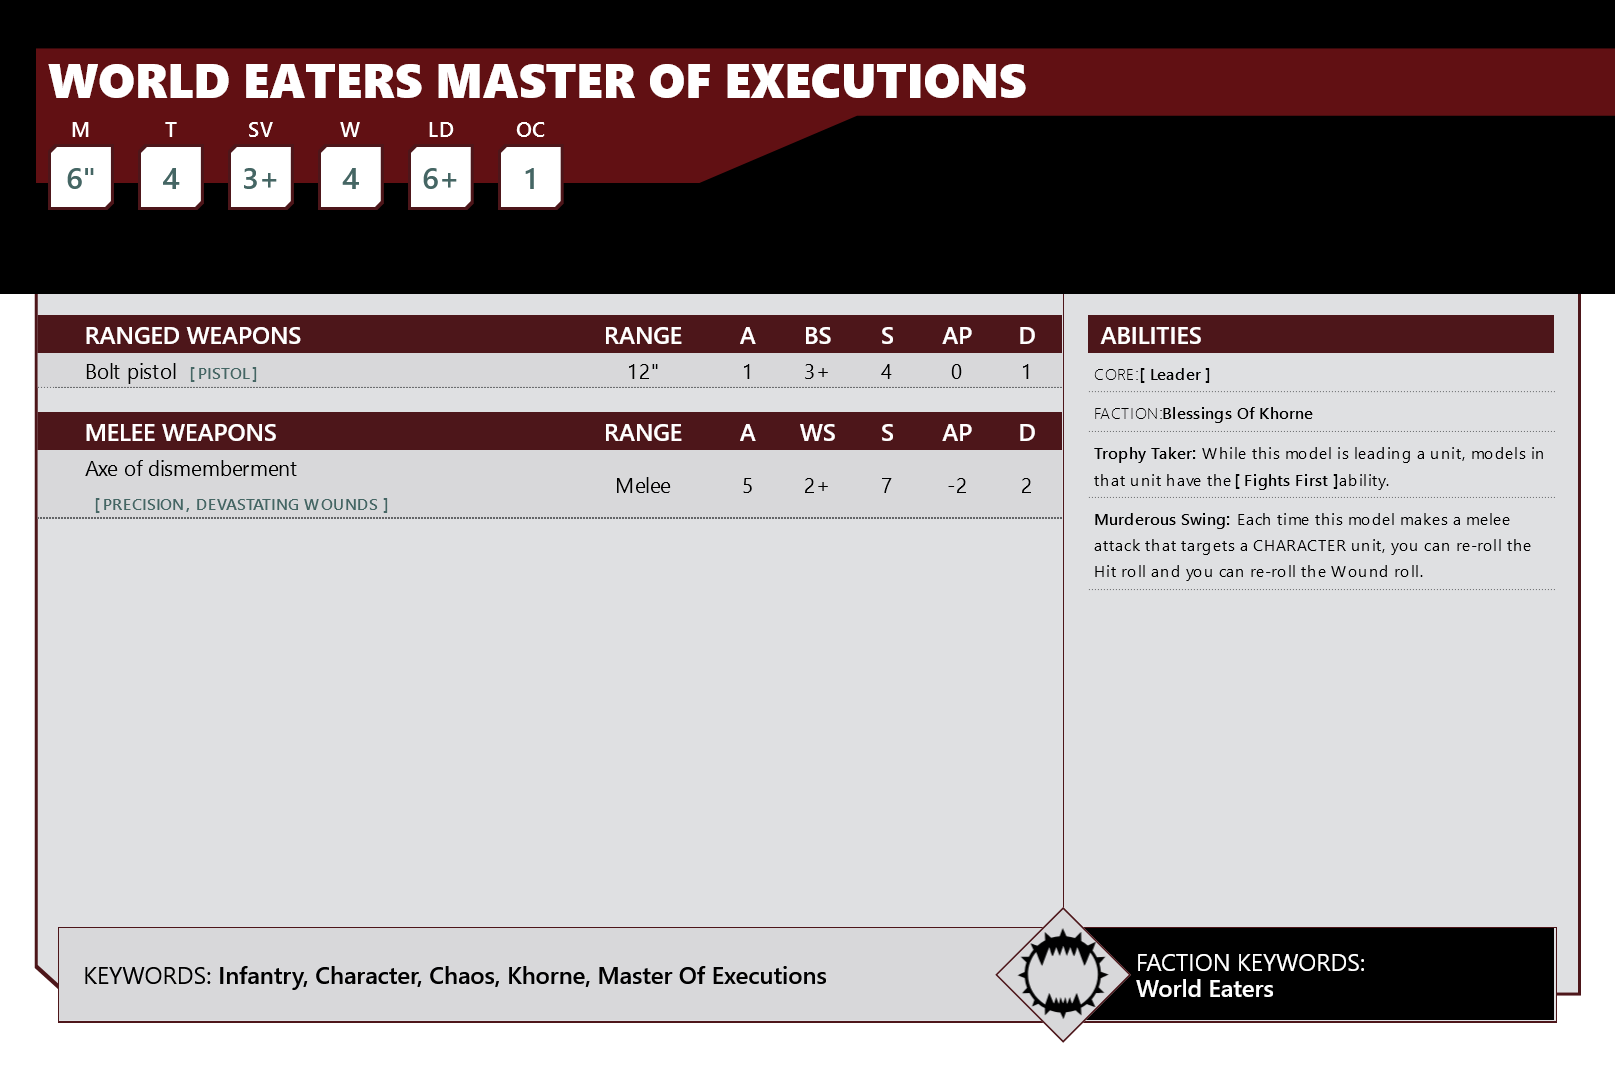 WORLD EATERS MASTER OF EXECUTIONS
M T SV W LD OC
6" 4 3+ 4 6+ 1
RANGED WEAPONS RANGE A BS S AP D
Bolt pistol [PISTOL] 12" 1 3+ 4 0 1
MELEE WEAPONS RANGE A WS S AP D
Axe of dismemberment
[PRECISION, DEVASTATING WOUNDS ] Melee 5 2+ 7 -2 2
ABILITIES
CORE:[ Leader ]
FACTION:Blessings Of Khorne
Trophy Taker: While this model is leading a unit, models in
that unit have the [ Fights First ]ability.
Murderous Swing: Each time this model makes a melee
attack that targets a CHARACTER unit, you can re-roll the
Hit roll and you can re-roll the Wound roll.
KEYWORDS: Infantry, Character, Chaos, Khorne, Master Of Executions
FACTION KEYWORDS:
World Eaters